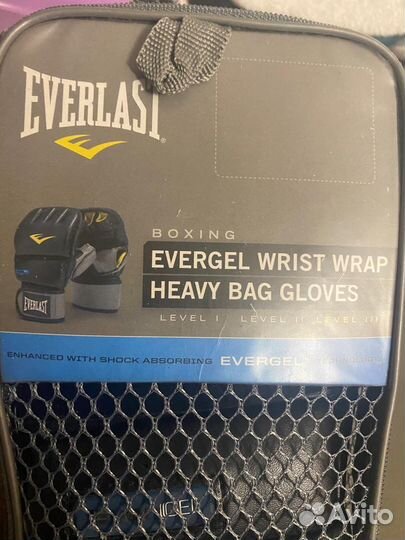 EVERLAST
BOXING
EVERGEL WRIST WRAP
HEAVY BAG GLOVES
EVERLAST
LEVEL I LEVEL II LEVEL III
ENHANCED WITH SHOCK ABSORBING EVERGEL
Avito